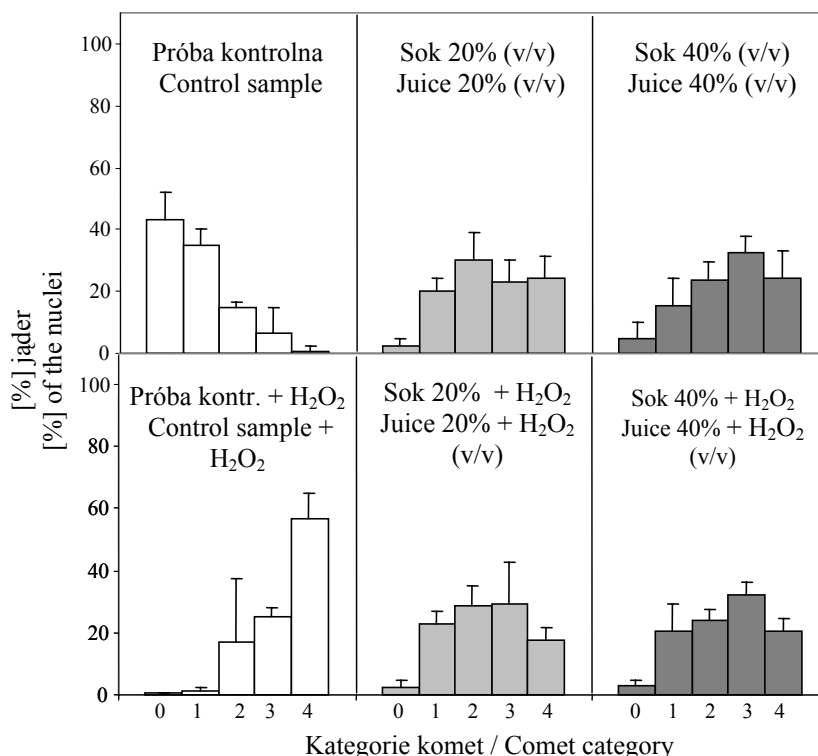 100
80
60
40
20
0
Próba kontrolna
Control sample
Sok 20% (v/v)
Juice 20% (v/v)
Sok 40% (v/v)
Juice 40% (v/v)
[%] jąder
[%] of the nuclei
100
80
60
40
20
0
Próba kontr. + H₂O₂
Control sample +
H₂O₂
Sok 20% + H₂O₂
Juice 20% + H₂O₂
(v/v)
Sok 40% + H₂O₂
Juice 40% + H₂O₂
(v/v)
0 1 2 3 4 0 1 2 3 4 0 1 2 3 4
Kategorie komet / Comet category